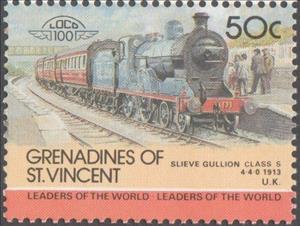 LOCO
100
50c
171
GRENADINES OF
ST. VINCENT
SLIEVE GULLION CLASS S
4-4-0 1913
U.K.
LEADERS OF THE WORLD · LEADERS OF THE WORLD